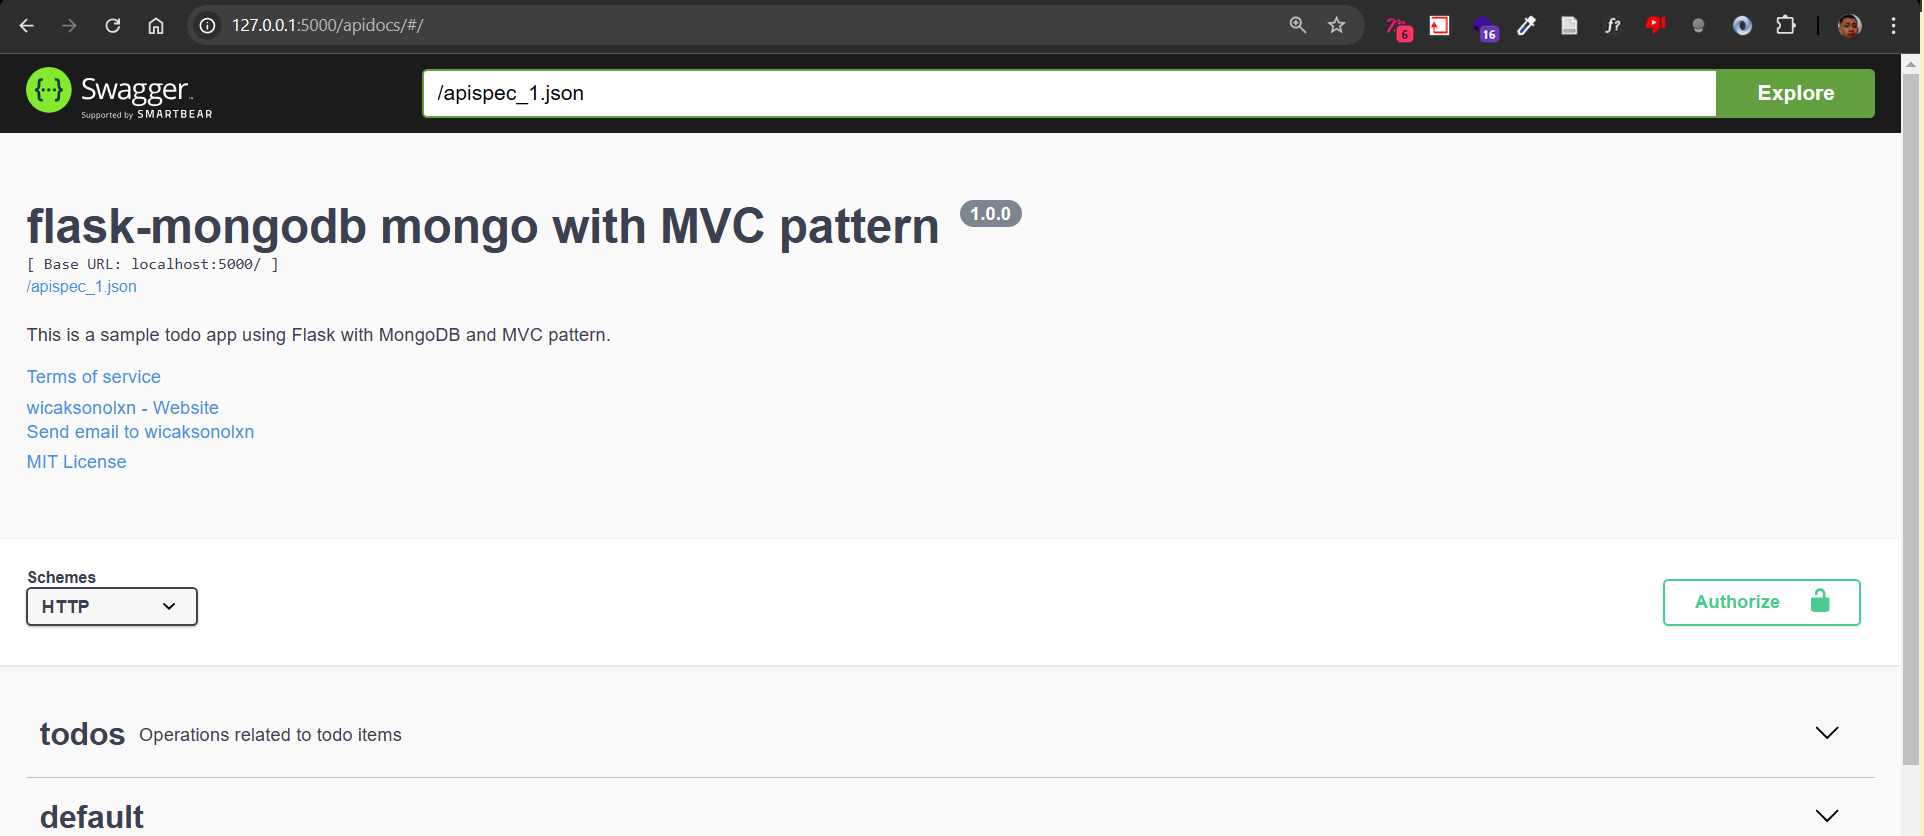 127.0.0.1:5000/apidocs/#/
6
16
f?
{···} Swagger
Supported by SMARTBEAR
/apispec_1.json
Explore
flask-mongodb mongo with MVC pattern 1.0.0
[ Base URL: localhost:5000/ ]
/apispec_1.json
This is a sample todo app using Flask with MongoDB and MVC pattern.
Terms of service
wicaksonolxn - Website
Send email to wicaksonolxn
MIT License
Schemes
HTTP
Authorize
todos Operations related to todo items
default